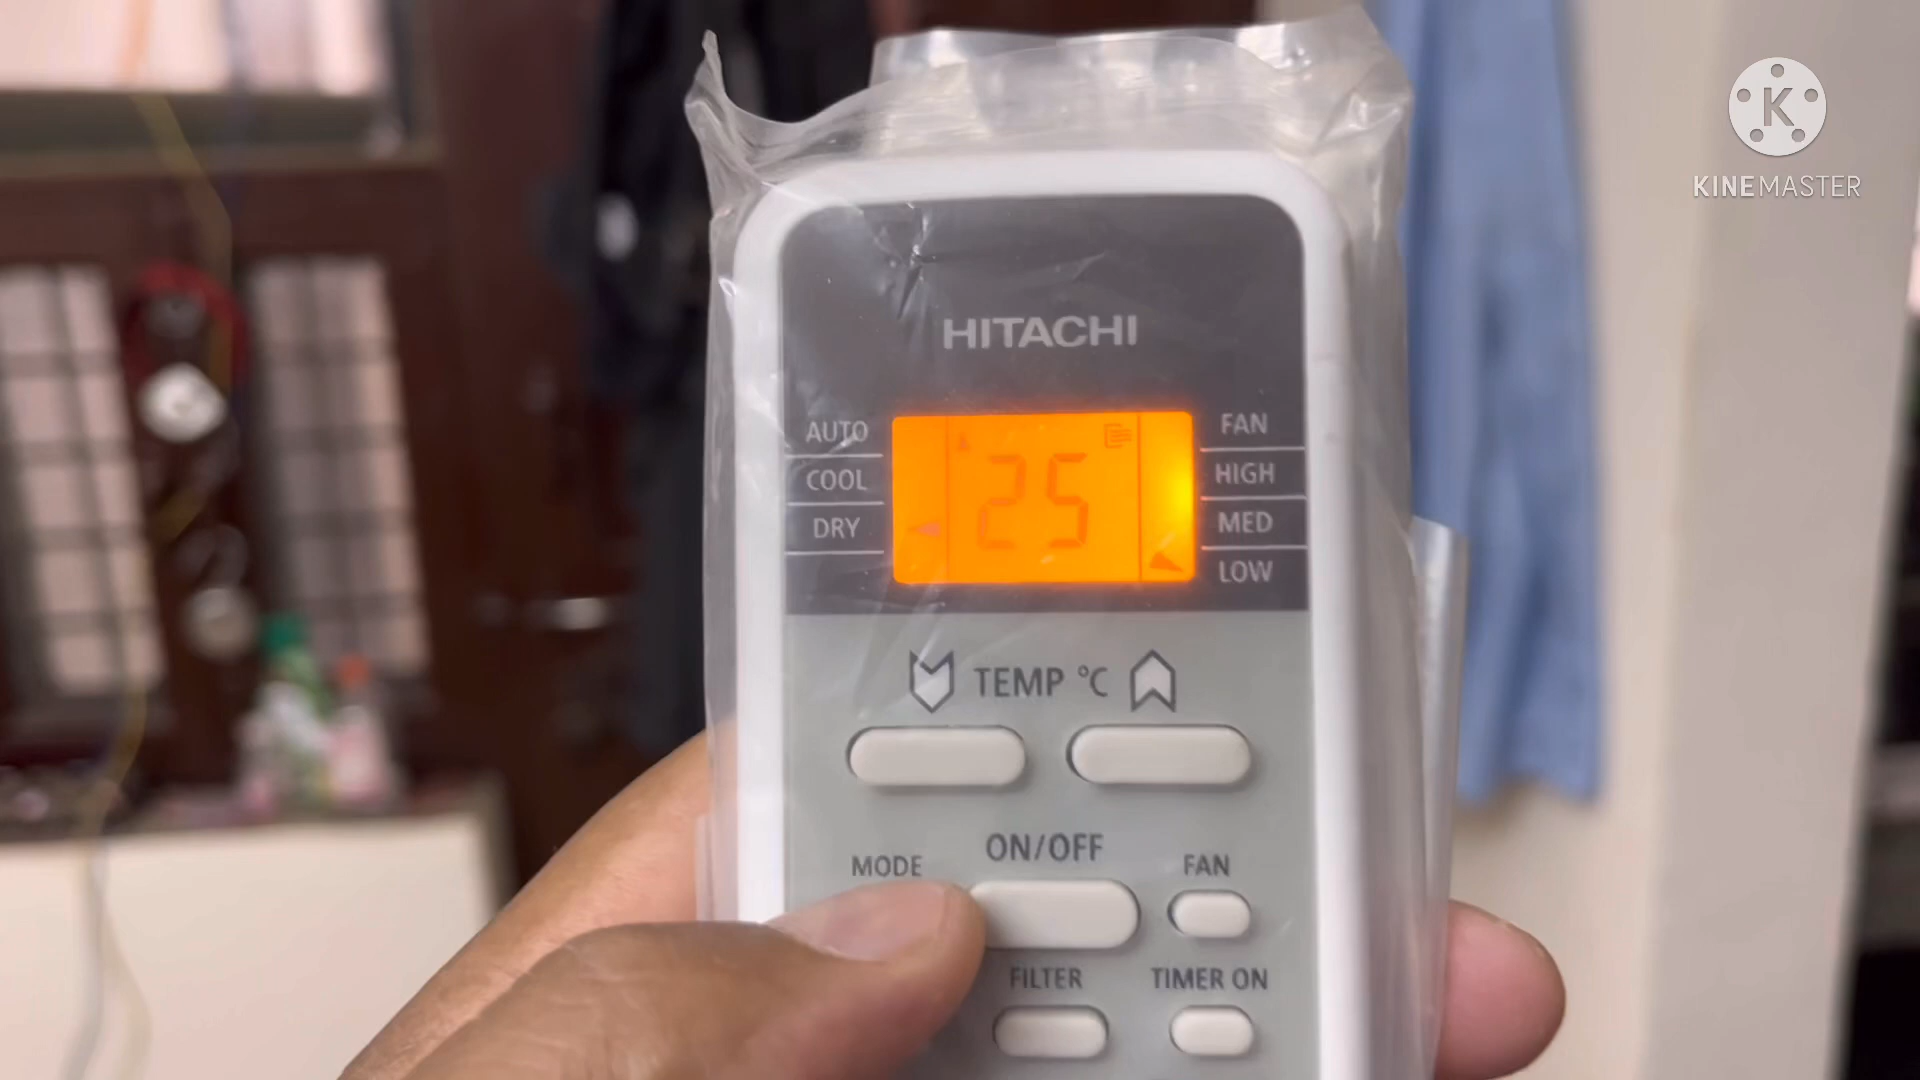 K
KINEMASTER
HITACHI
AUTO
COOL
DRY
25
FAN
HIGH
MED
LOW
TEMP °C
MODE
ON/OFF
FAN
FILTER
TIMER ON